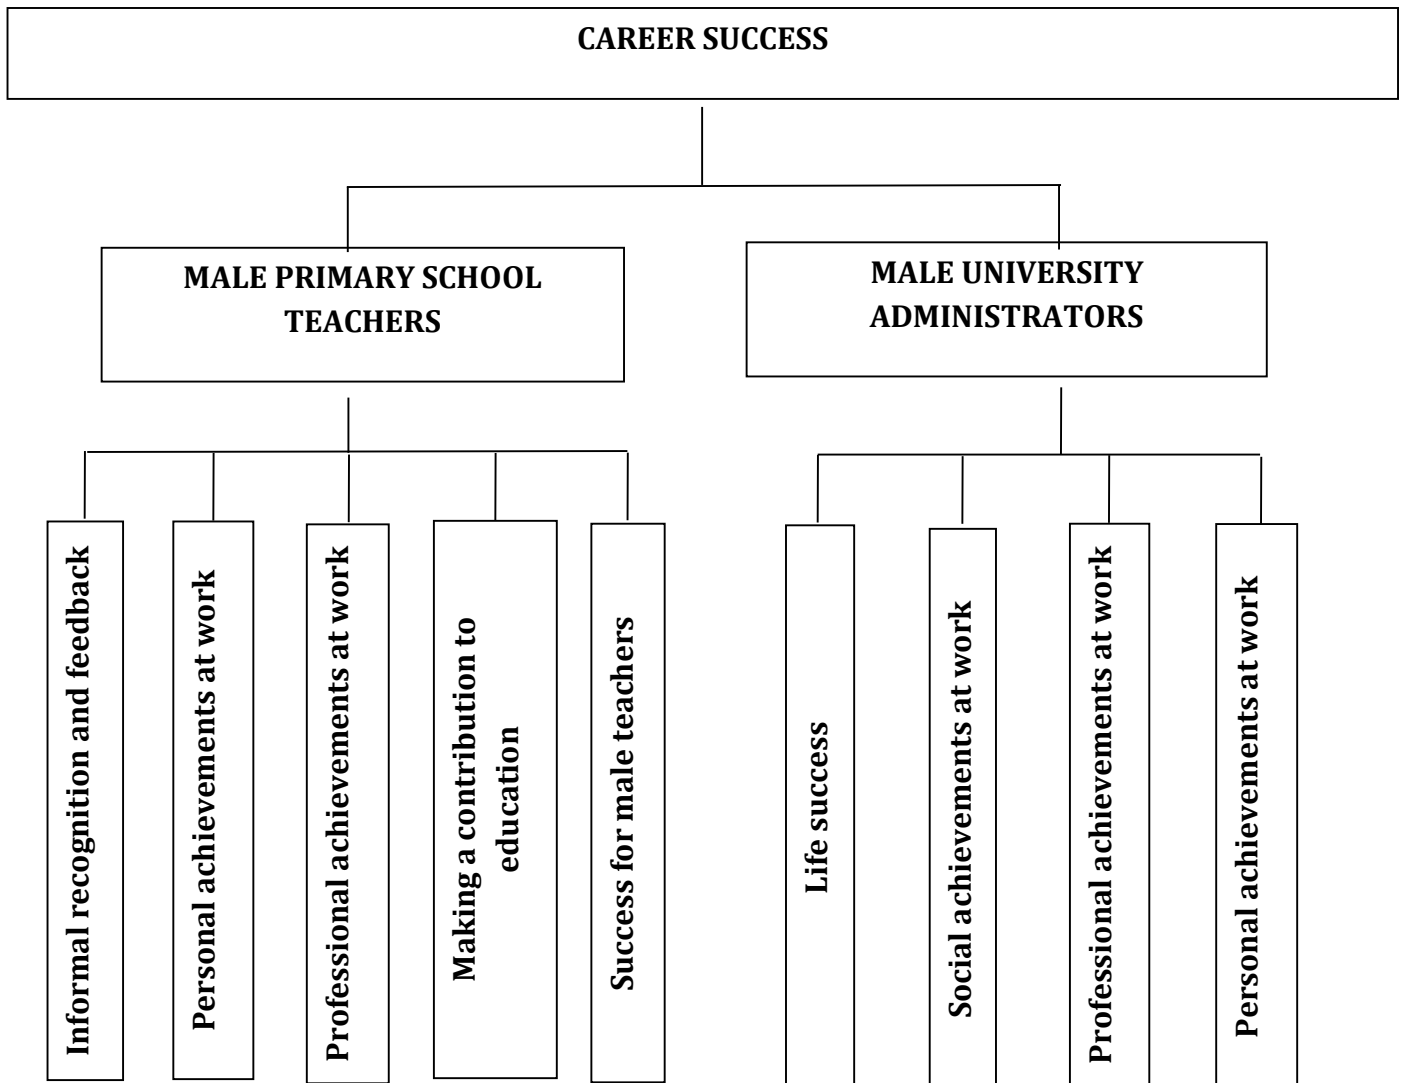 CAREER SUCCESS
MALE PRIMARY SCHOOL
TEACHERS
MALE UNIVERSITY
ADMINISTRATORS
Informal recognition and feedback
Personal achievements at work
Professional achievements at work
Making a contribution to
education
Success for male teachers
Life success
Social achievements at work
Professional achievements at work
Personal achievements at work